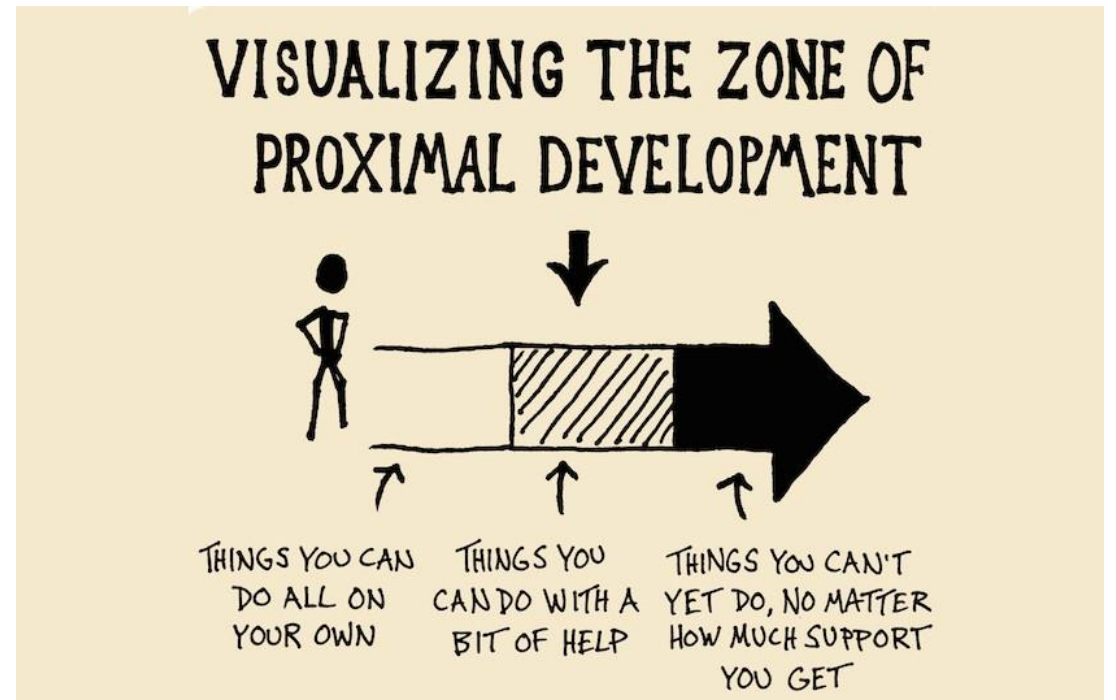 VISUALIZING THE ZONE OF
PROXIMAL DEVELOPMENT
THINGS YOU CAN
DO ALL ON
YOUR OWN
THINGS YOU
CAN DO WITH A
BIT OF HELP
THINGS YOU CAN'T
YET DO, NO MATTER
HOW MUCH SUPPORT
YOU GET